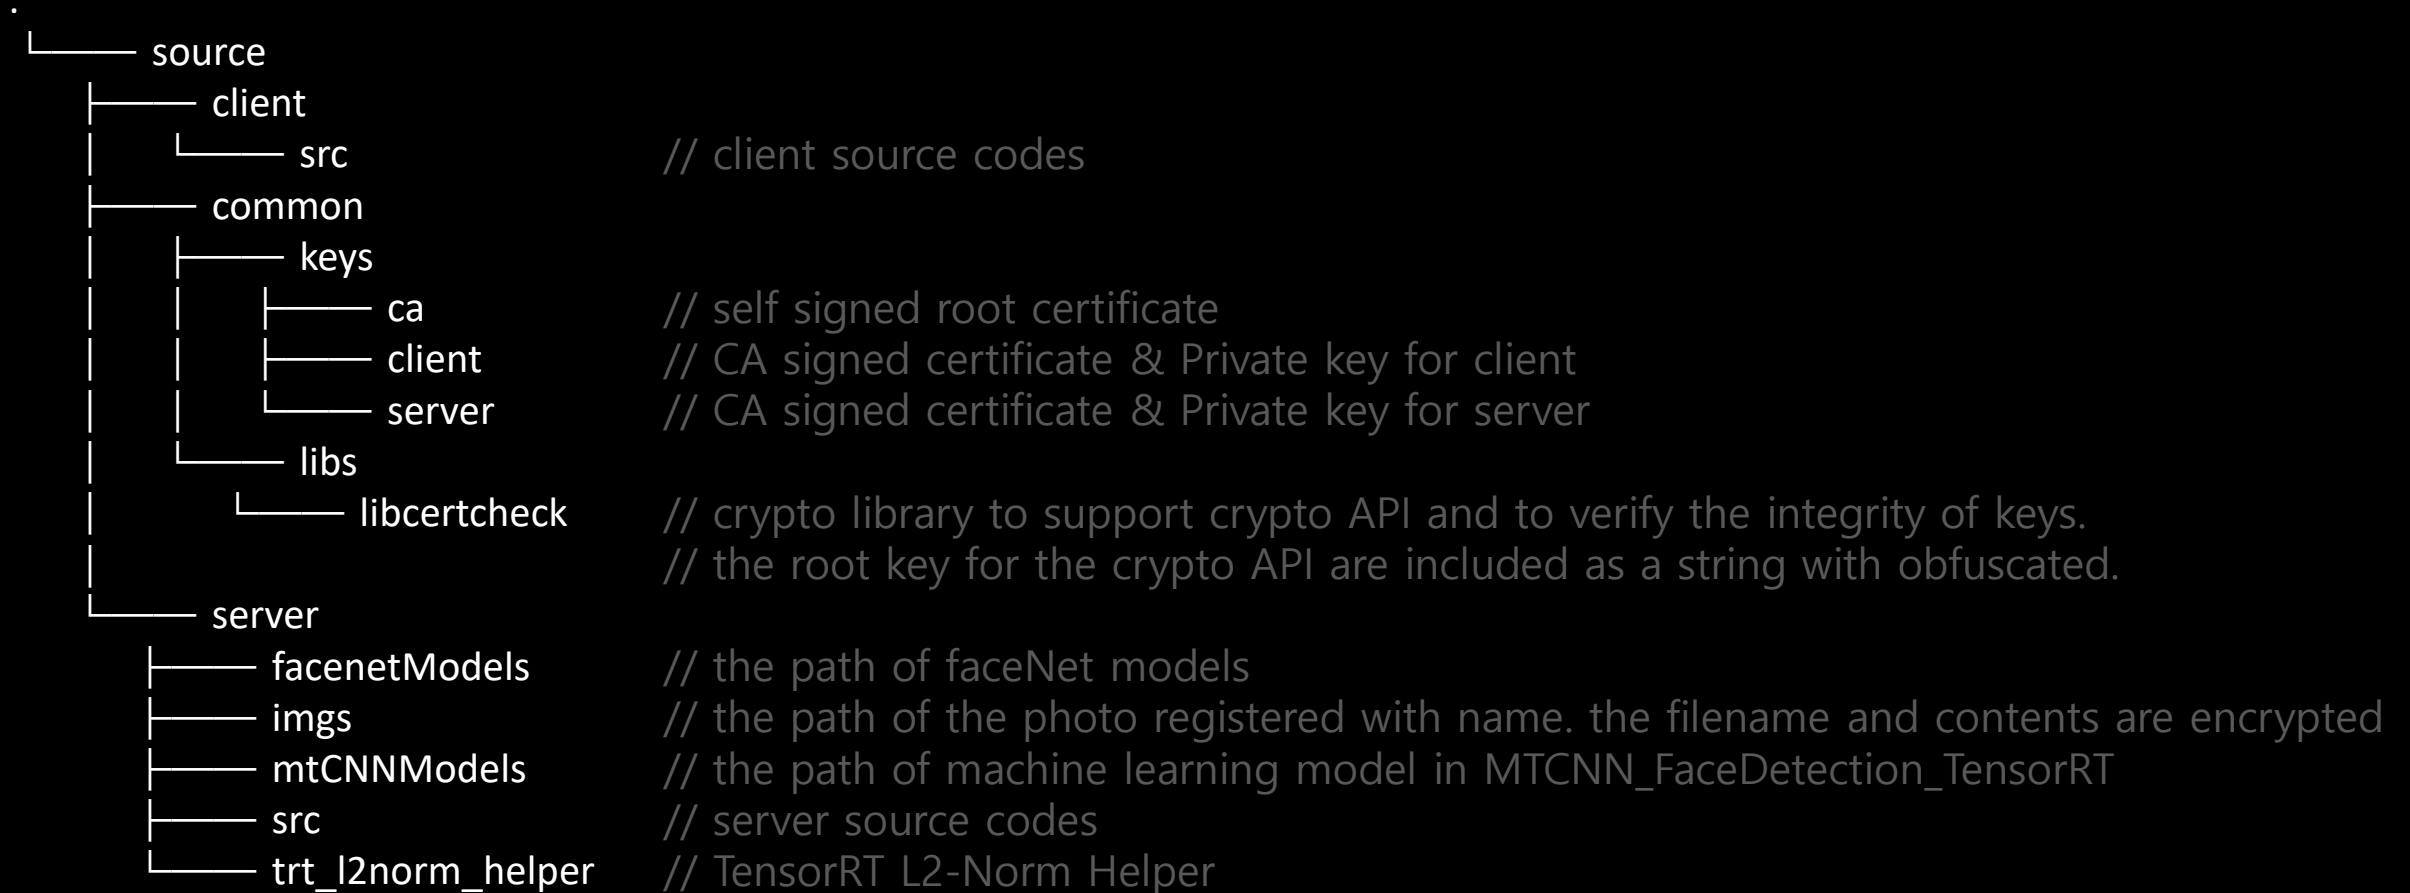 .
└── source
├── client
│ └── src // client source codes
├── common
│ ├── keys
│ │ ├── ca // self signed root certificate
│ │ ├── client // CA signed certificate & Private key for client
│ │ └── server // CA signed certificate & Private key for server
│ └── libs
│ └── libcertcheck // crypto library to support crypto API and to verify the integrity of keys.
│ // the root key for the crypto API are included as a string with obfuscated.
└── server
├── facenetModels // the path of faceNet models
├── imgs // the path of the photo registered with name. the filename and contents are encrypted
├── mtCNNModels // the path of machine learning model in MTCNN_FaceDetection_TensorRT
├── src // server source codes
└── trt_l2norm_helper // TensorRT L2-Norm Helper